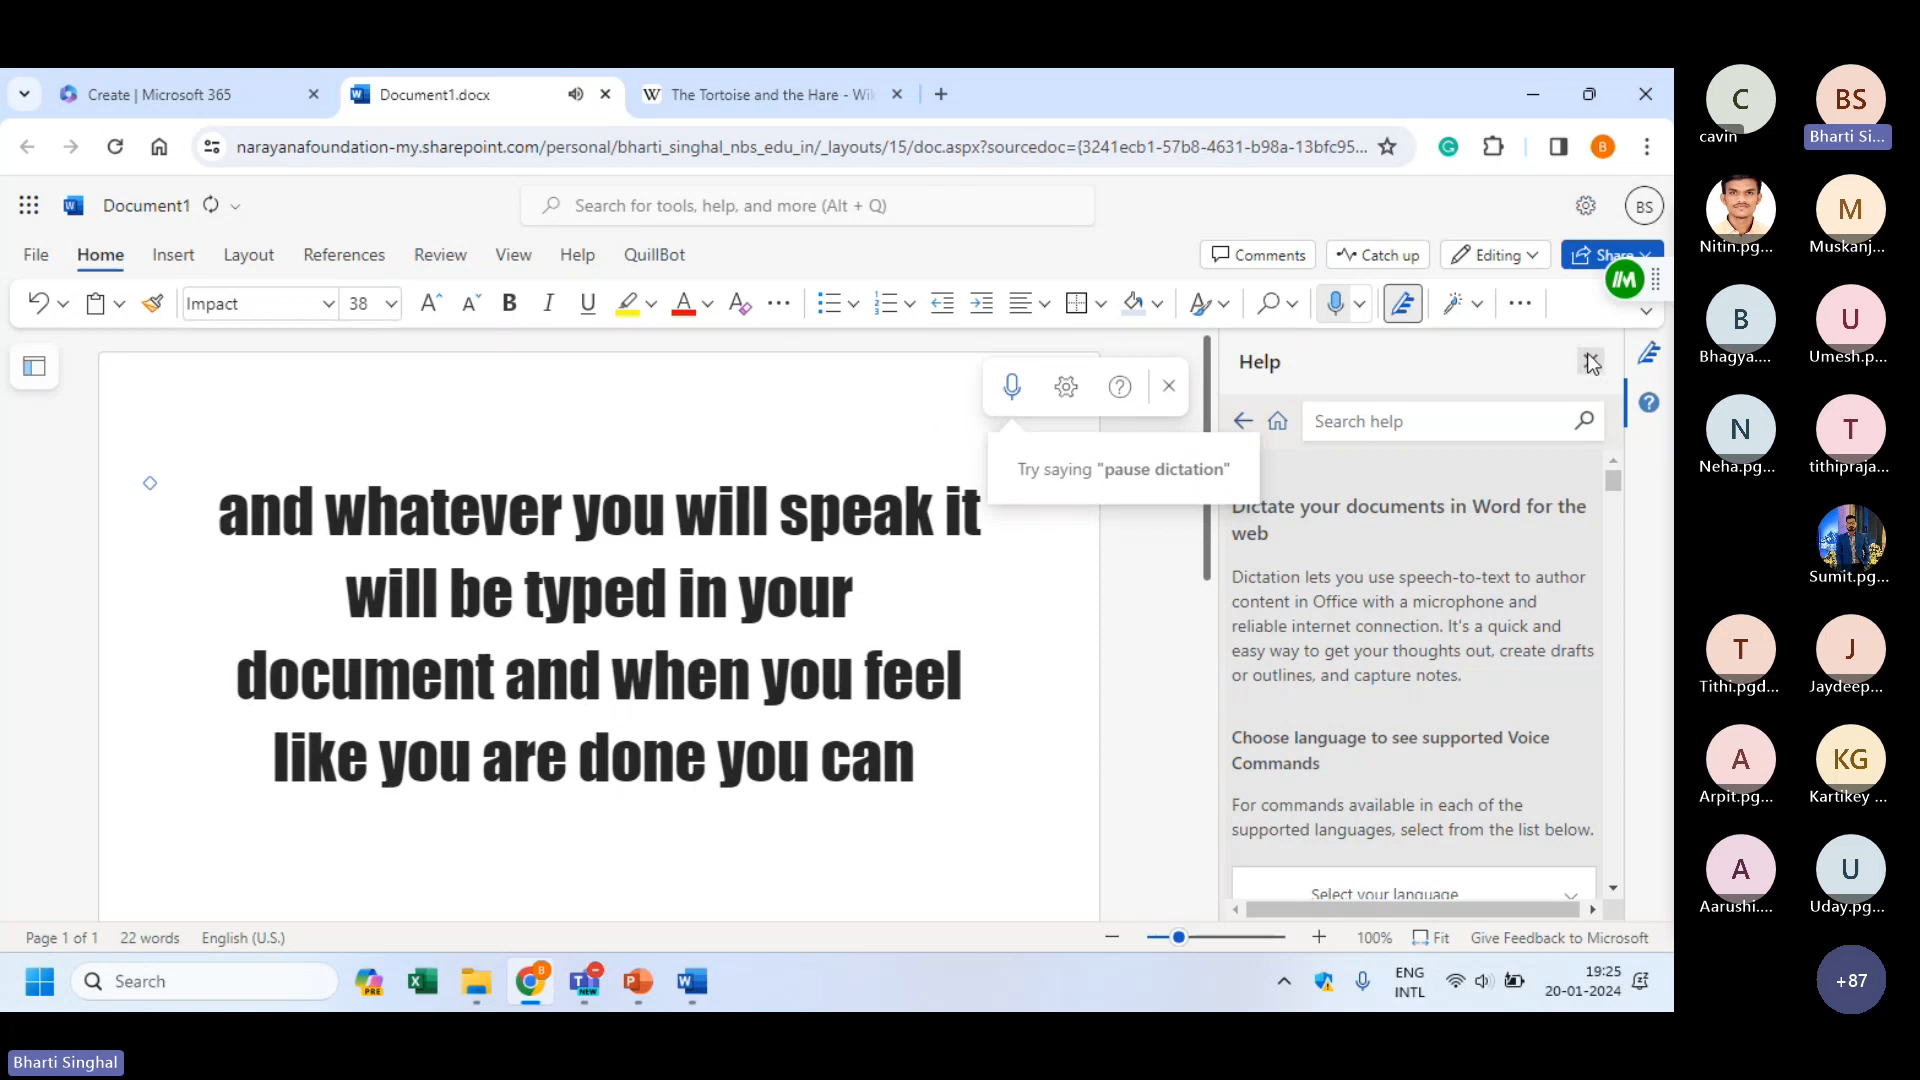 Create | Microsoft 365
Document1.docx
W The Tortoise and the Hare - Wi
narayanafoundation-my.sharepoint.com/personal/bharti_singhal_nbs_edu_in/_layouts/15/doc.aspx?sourcedoc={3241ecb1-57b8-4631-b98a-13bfc95...
B
Document1
Search for tools, help, and more (Alt + Q)
BS
File Home Insert Layout References Review View Help QuillBot
Comments Catch up Editing Share
Impact 38
Help
Search help
Try saying "pause dictation"
and whatever you will speak it
will be typed in your
document and when you feel
like you are done you can
Dictate your documents in Word for the
web
Dictation lets you use speech-to-text to author
content in Office with a microphone and
reliable internet connection. It's a quick and
easy way to get your thoughts out, create drafts
or outlines, and capture notes.
Choose language to see supported Voice
Commands
For commands available in each of the
supported languages, select from the list below.
Select your language
Page 1 of 1 22 words English (U.S.)
100% Fit Give Feedback to Microsoft
Search
PRE
NEW
ENG
INTL
19:25
20-01-2024
C
cavin
BS
Bharti Si...
Nitin.pg...
M
Muskanj...
B
Bhagya....
U
Umesh.p...
N
Neha.pg...
T
tithipraja...
Sumit.pg...
T
Tithi.pgd...
J
Jaydeep...
A
Arpit.pg...
KG
Kartikey ...
A
Aarushi....
U
Uday.pg...
+87
Bharti Singhal